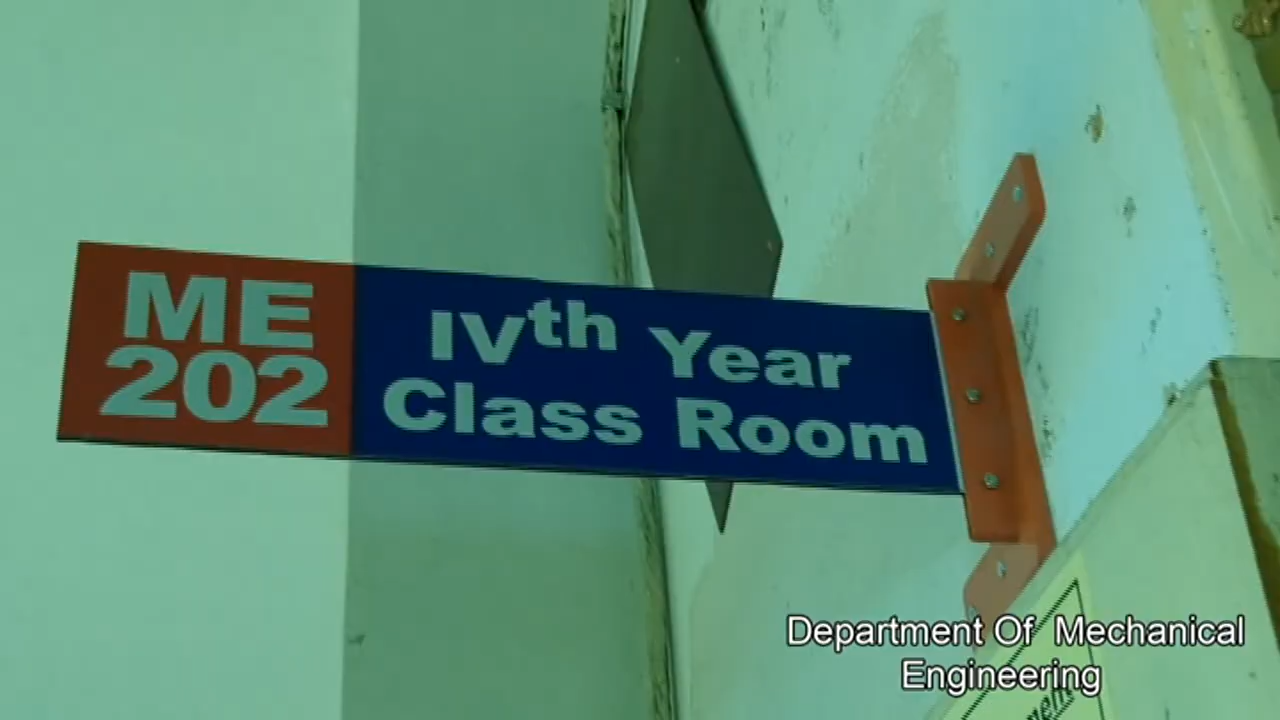 ME
202
IVth Year
Class Room
Department Of Mechanical
Engineering